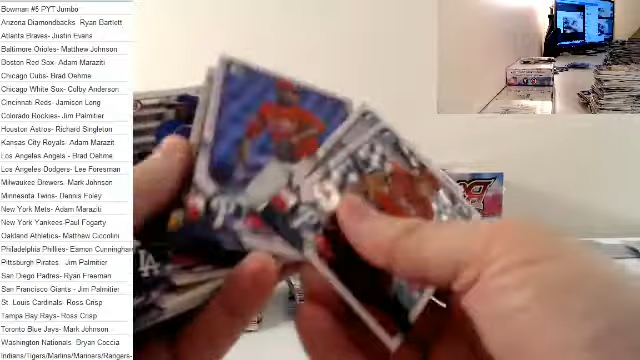 Bowman #5 PYT Jumbo
Arizona Diamondbacks Ryan Bartlett
Atlanta Braves- Justin Evans
Baltimore Orioles- Matthew Johnson
Boston Red Sox- Adam Maraziti
Chicago Cubs- Brad Oehme
Chicago White Sox- Colby Anderson
Cincinnati Reds- Jamison Long
Colorado Rockies- Jim Palmitier
Houston Astros- Richard Singleton
Kansas City Royals- Adam Marazit
Los Angeles Angels - Brad Oehme
Los Angeles Dodgers- Lee Foresman
Milwaukee Brewers- Mark Johnson
Minnesota Twins- Dennis Foley
New York Mets- Adam Maraziti
New York Yankees-Paul Fogarty
Oakland Athletics- Matthew Ciccolini
Philadelphia Phillies- Eamon Cunningham
Pittsburgh Pirates - Jim Palmitier
San Diego Padres - Ryan Freeman
San Francisco Giants - Jim Palmitier
St. Louis Cardinals Ross Crisp
Tampa Bay Rays- Ross Crisp
Toronto Blue Jays- Mark Johnson
Washington Nationals Bryan Coccia
Indians/Tigers/Marlins/Mariners/Rangers-
LA